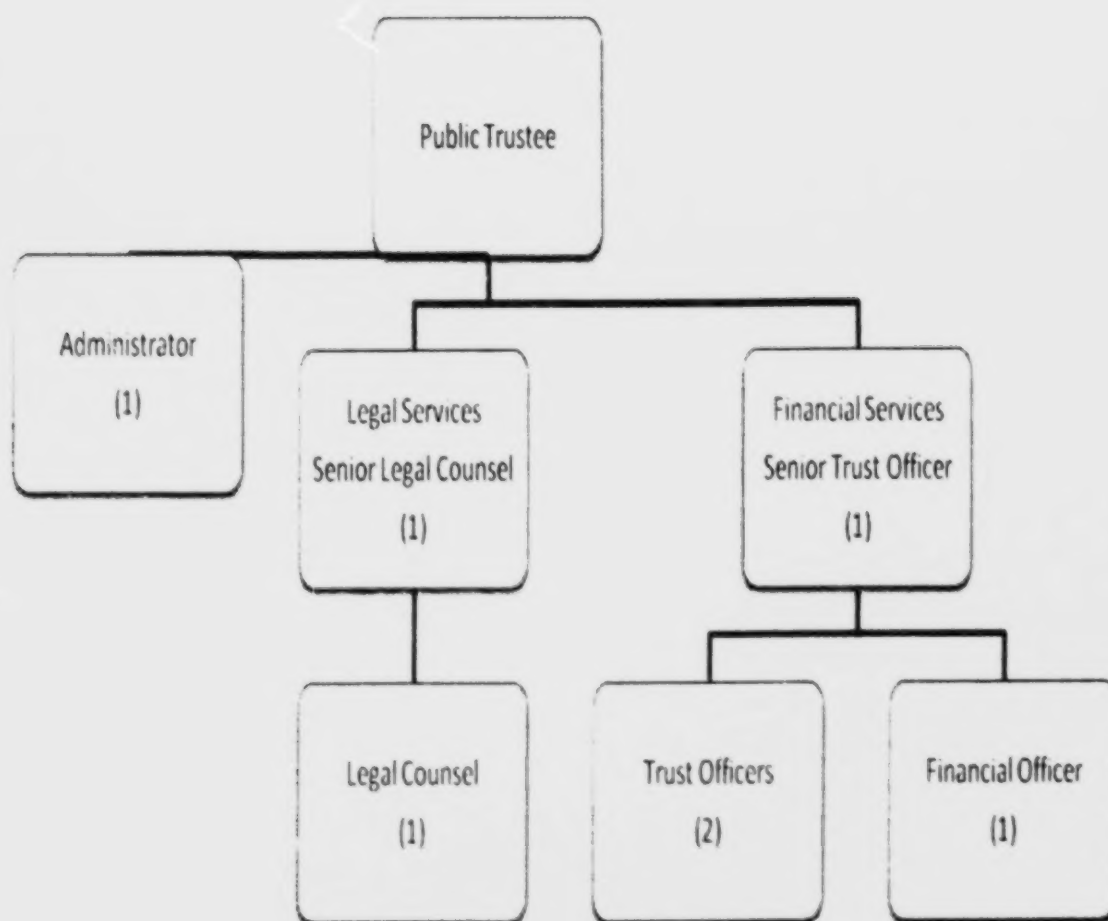 Public Trustee
Administrator
(1)
Legal Services
Senior Legal Counsel
(1)
Financial Services
Senior Trust Officer
(1)
Legal Counsel
(1)
Trust Officers
(2)
Financial Officer
(1)